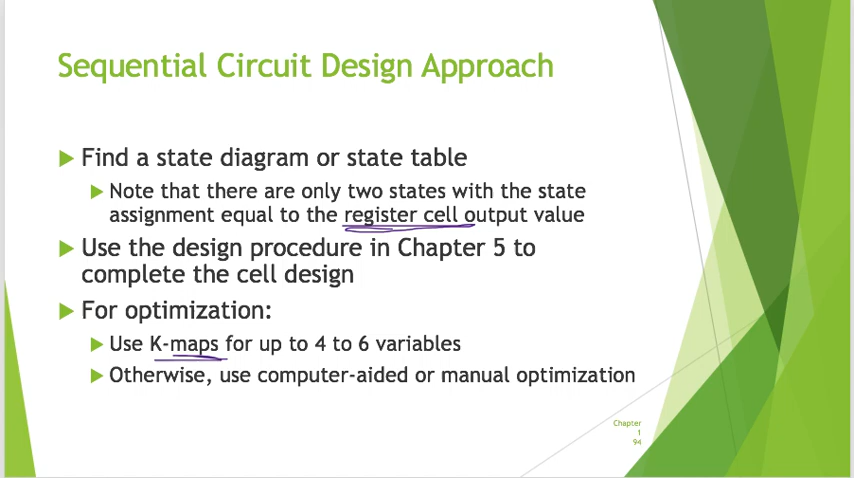 Sequential Circuit Design Approach
Find a state diagram or state table
Note that there are only two states with the state
assignment equal to the register cell output value
Use the design procedure in Chapter 5 to
complete the cell design
For optimization:
Use K-maps for up to 4 to 6 variables
Otherwise, use computer-aided or manual optimization
Chapter
1
94